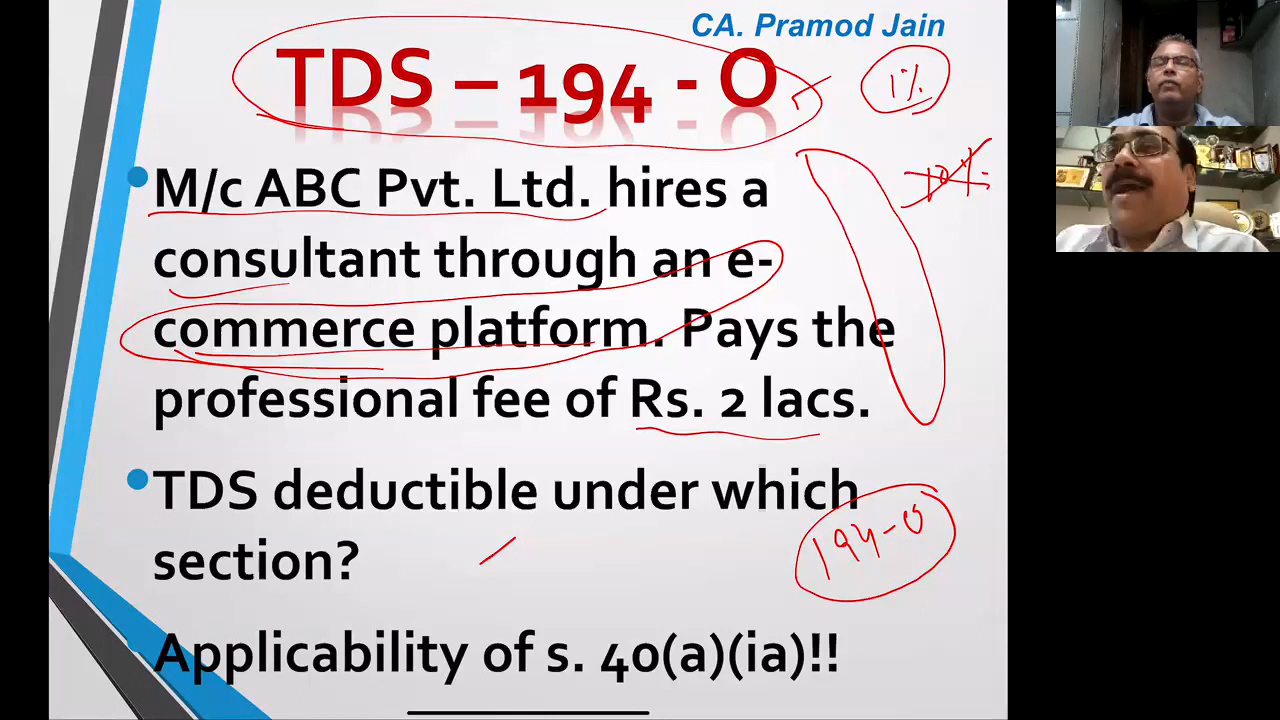 CA. Pramod Jain
TDS – 194 - O
1%
10%
M/c ABC Pvt. Ltd. hires a
consultant through an e-
commerce platform. Pays the
professional fee of Rs. 2 lacs.
TDS deductible under which
section?
194-O
Applicability of s. 40(a)(ia)!!